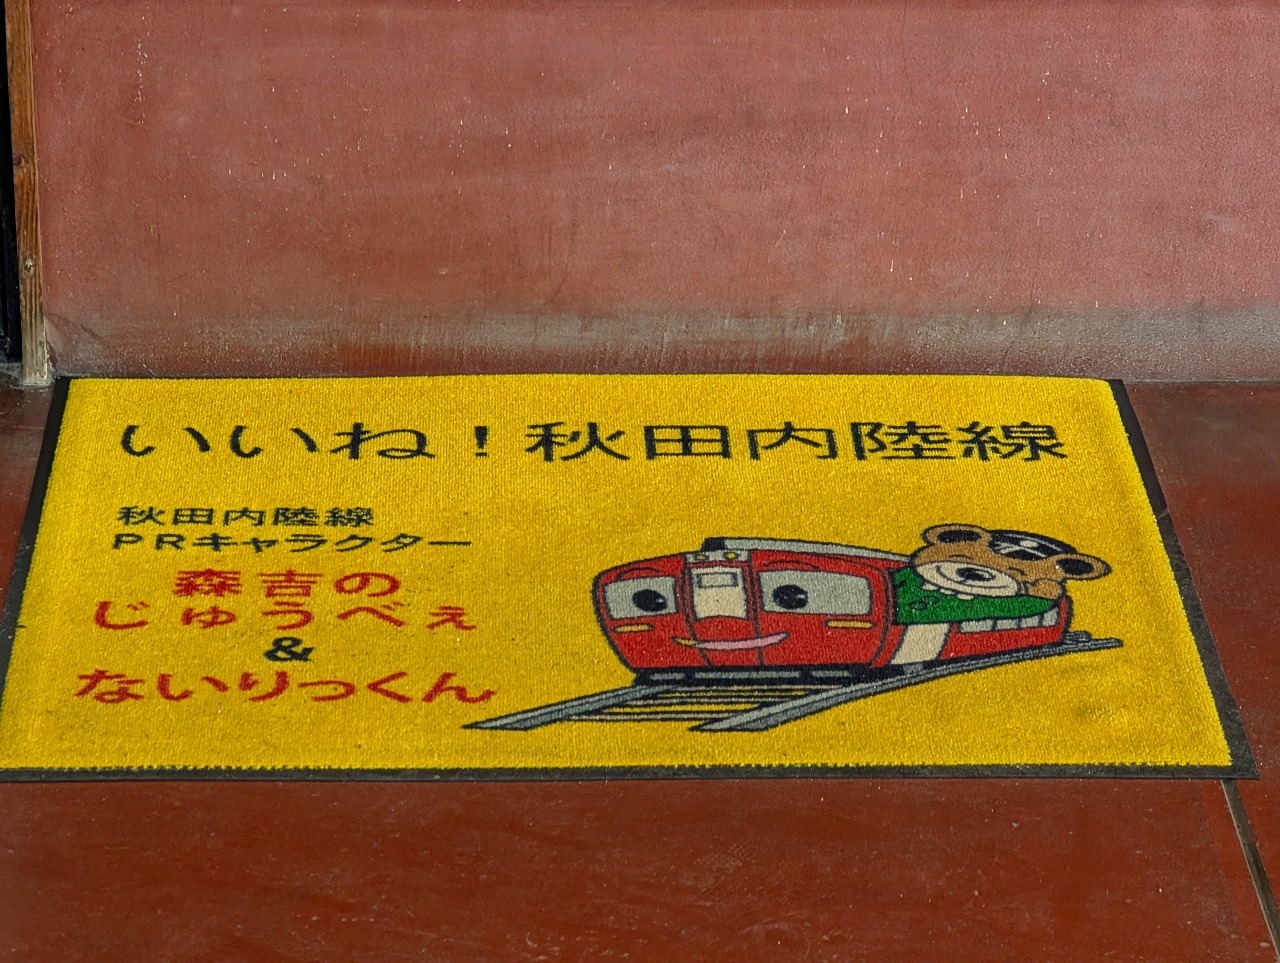 いいね！秋田内陸線
秋田内陸線
PRキャラクター
森吉の
じゅうべぇ
&
ないりっくん